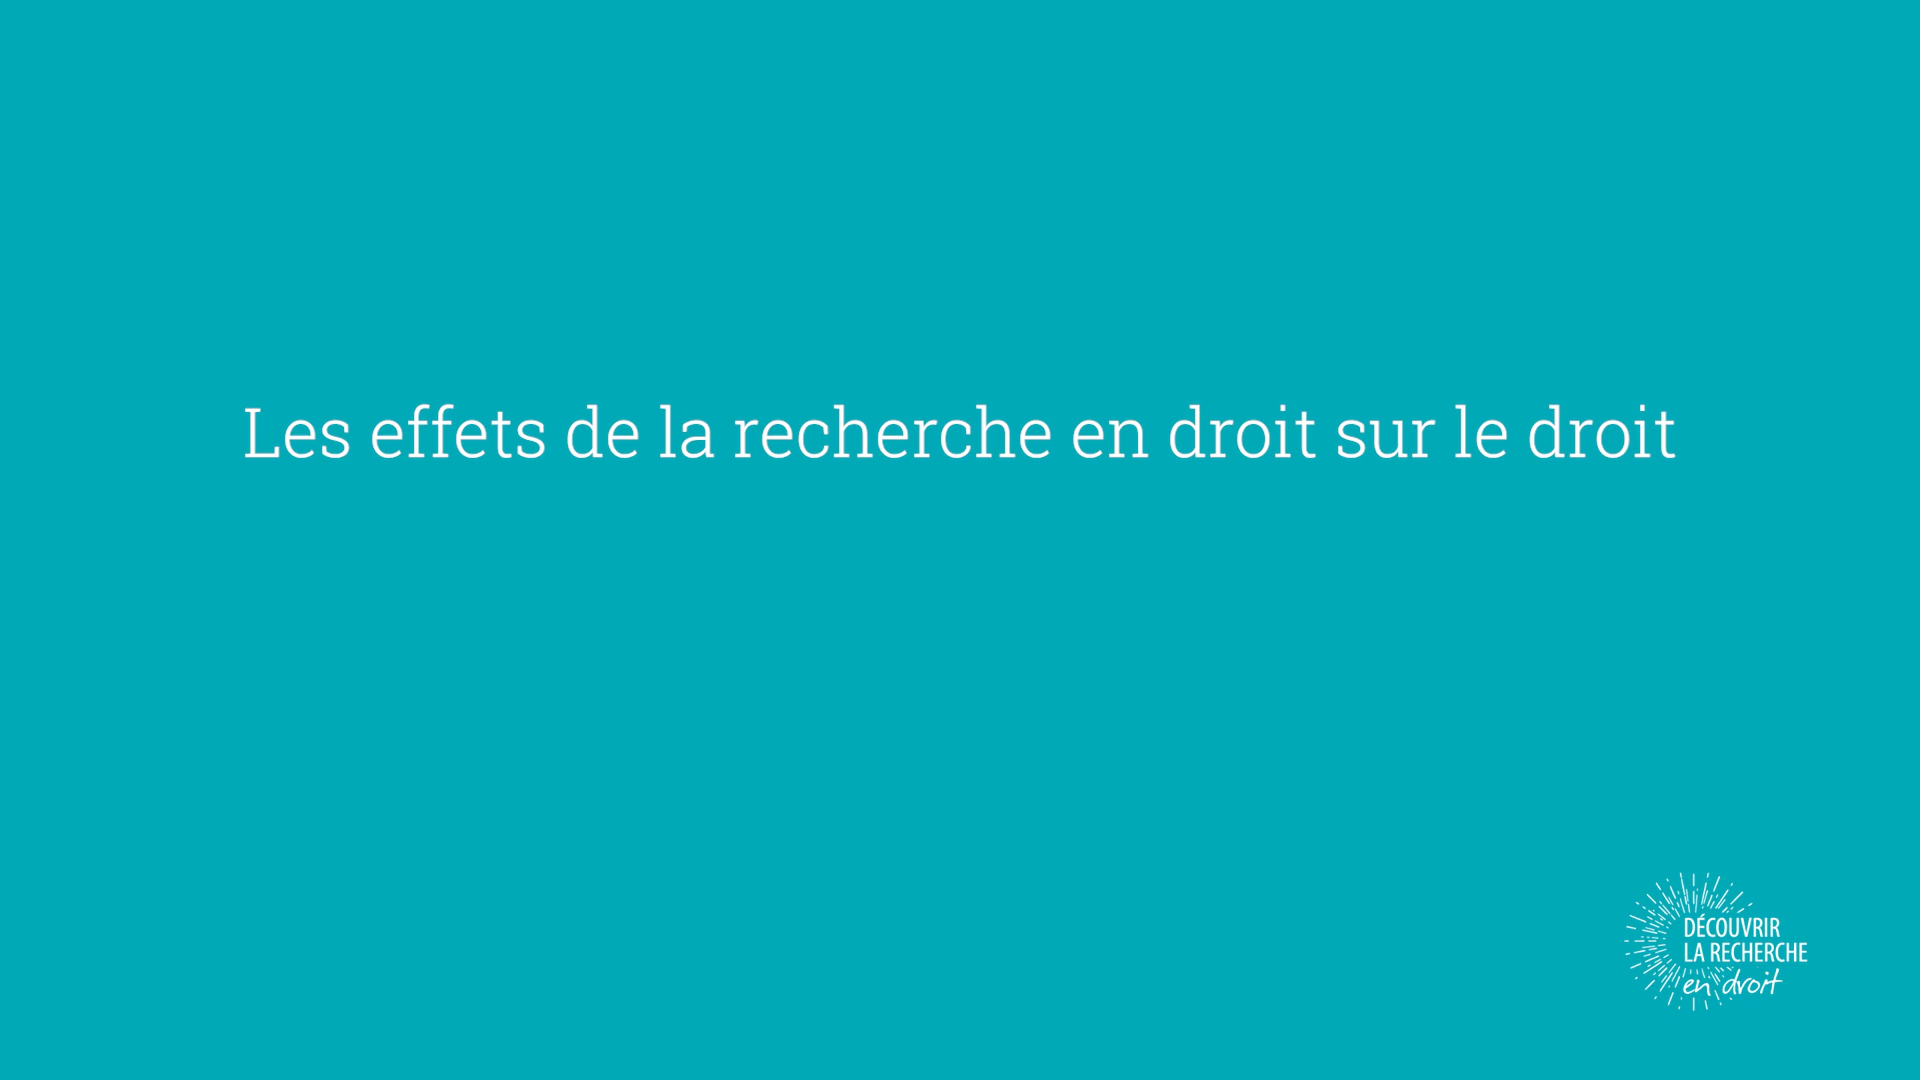 Les effets de la recherche en droit sur le droit
DÉCOUVRIR
LA RECHERCHE
en droit